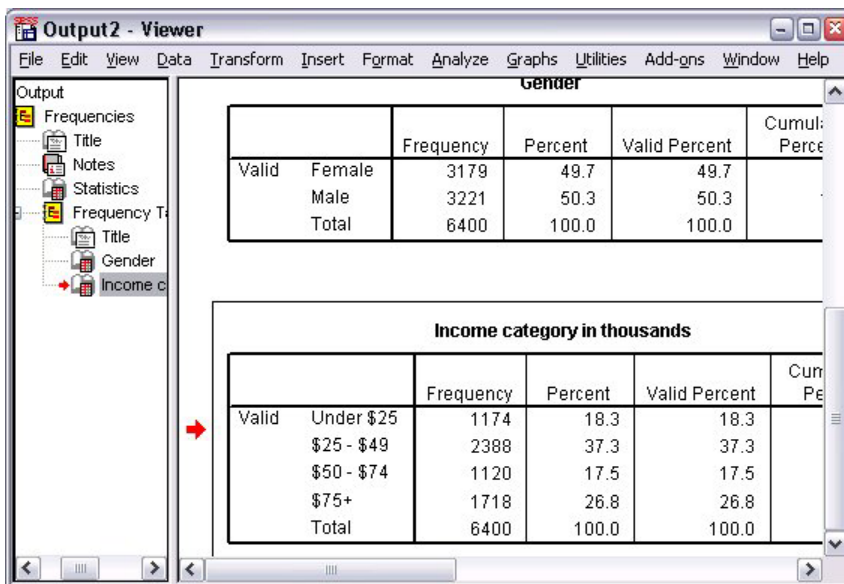 Output2 - Viewer
File Edit View Data Transform Insert Format Analyze Graphs Utilities Add-ons Window Help
Output
Frequencies
Title
Notes
Statistics
Frequency Ta
Title
Gender
Income c
Gender
Frequency Percent Valid Percent Cumula Perce
Valid Female 3179 49.7 49.7
Male 3221 50.3 50.3
Total 6400 100.0 100.0
Income category in thousands
Frequency Percent Valid Percent Cum Pe
Valid Under $25 1174 18.3 18.3
$25 - $49 2388 37.3 37.3
$50 - $74 1120 17.5 17.5
$75+ 1718 26.8 26.8
Total 6400 100.0 100.0